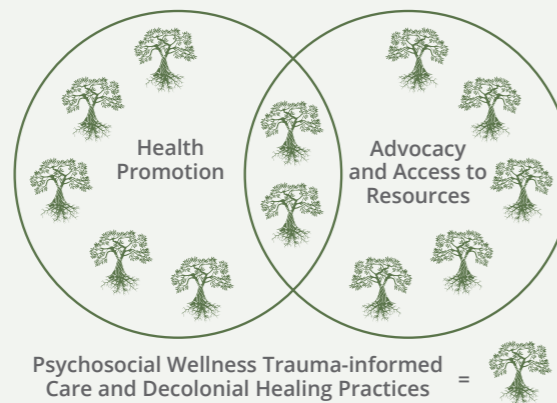 Health
Promotion
Advocacy
and Access to
Resources
Psychosocial Wellness Trauma-informed
Care and Decolonial Healing Practices =